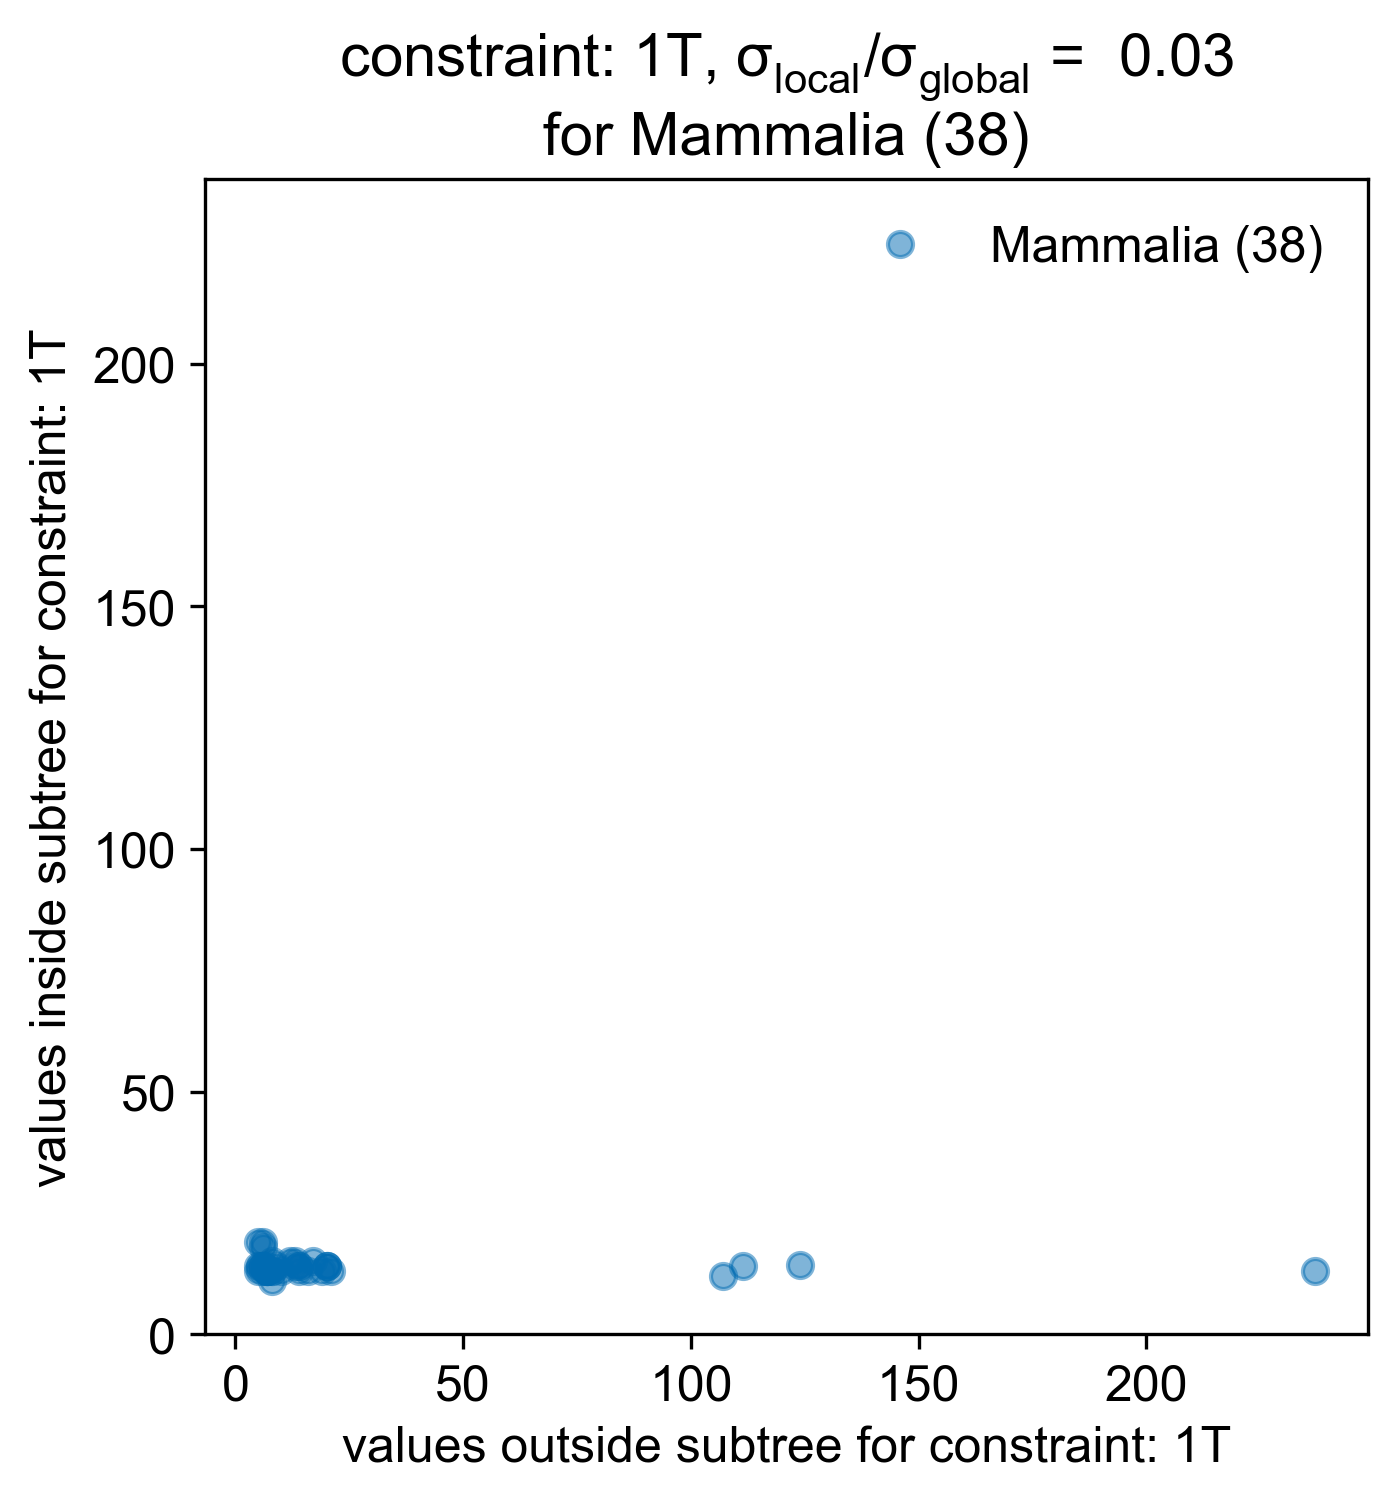 constraint: 1T, σlocal/σglobal = 0.03
for Mammalia (38)
Mammalia (38)
values inside subtree for constraint: 1T
200
150
100
50
0
0 50 100 150 200
values outside subtree for constraint: 1T